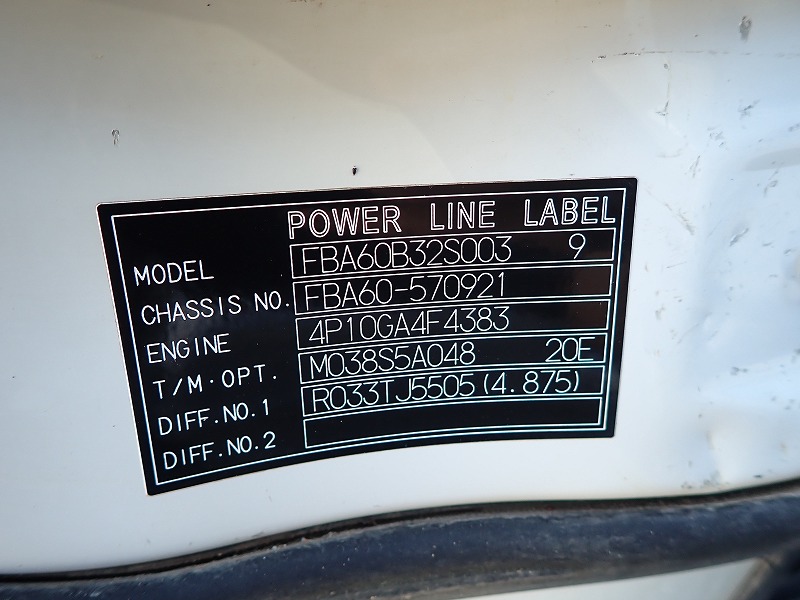 POWER LINE LABEL
MODEL FBA60B32S003 9
CHASSIS NO. FBA60-570921
ENGINE 4P10GA4F4383
T/M·OPT. M038S5A048 20E
DIFF.NO.1 R033TJ5505(4.875)
DIFF.NO.2